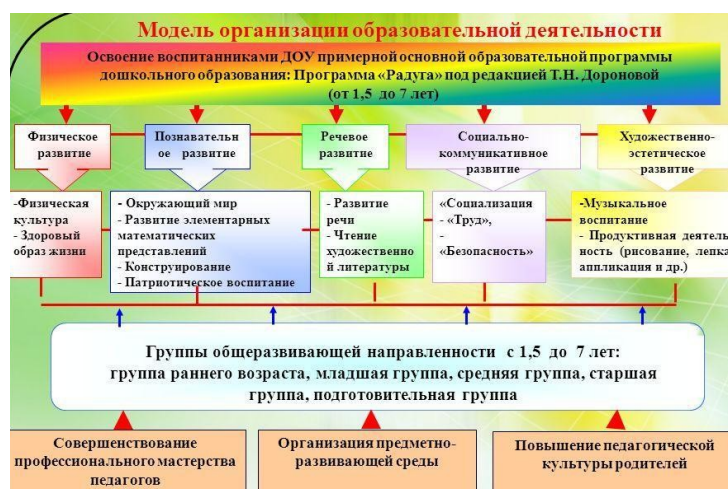 Модель организации образовательной деятельности
Освоение воспитанниками ДОУ примерной основной образовательной программы
дошкольного образования: Программа «Радуга» под редакцией Т.Н. Дороновой
(от 1,5 до 7 лет)
Физическое
развитие
Познавательн
ое развитие
Речевое
развитие
Социально-
коммуникативное
развитие
Художественно-
эстетическое
развитие
-Физическая
культура
- Здоровый
образ жизни
- Окружающий мир
- Развитие элементарных
математических
представлений
- Конструирование
- Патриотическое воспитание
- Развитие
речи
- Чтение
художественно
й литературы
«Социализация
- «Труд»,
-
«Безопасность»
-Музыкальное
воспитание
- Продуктивная деятель
ность (рисование, лепка
аппликация и др.)
Группы общеразвивающей направленности с 1,5 до 7 лет:
группа раннего возраста, младшая группа, средняя группа, старшая
группа, подготовительная группа
Совершенствование
профессионального мастерства
педагогов
Организация предметно-
развивающей среды
Повышение педагогической
культуры родителей